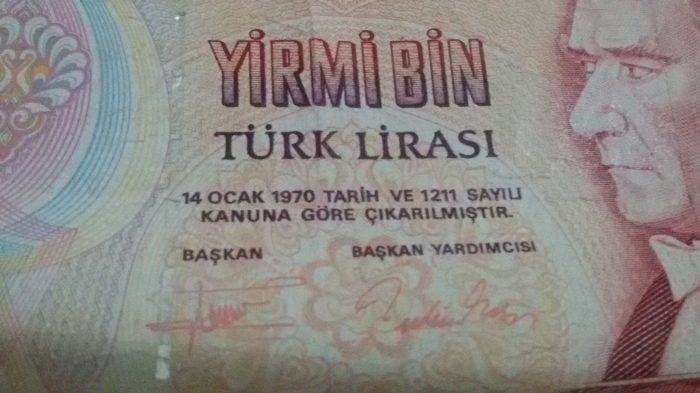 YİRMİ BİN
TÜRK LİRASI
14 OCAK 1970 TARİH VE 1211 SAYILI
KANUNA GÖRE ÇIKARILMIŞTIR.
BAŞKAN BAŞKAN YARDIMCISI